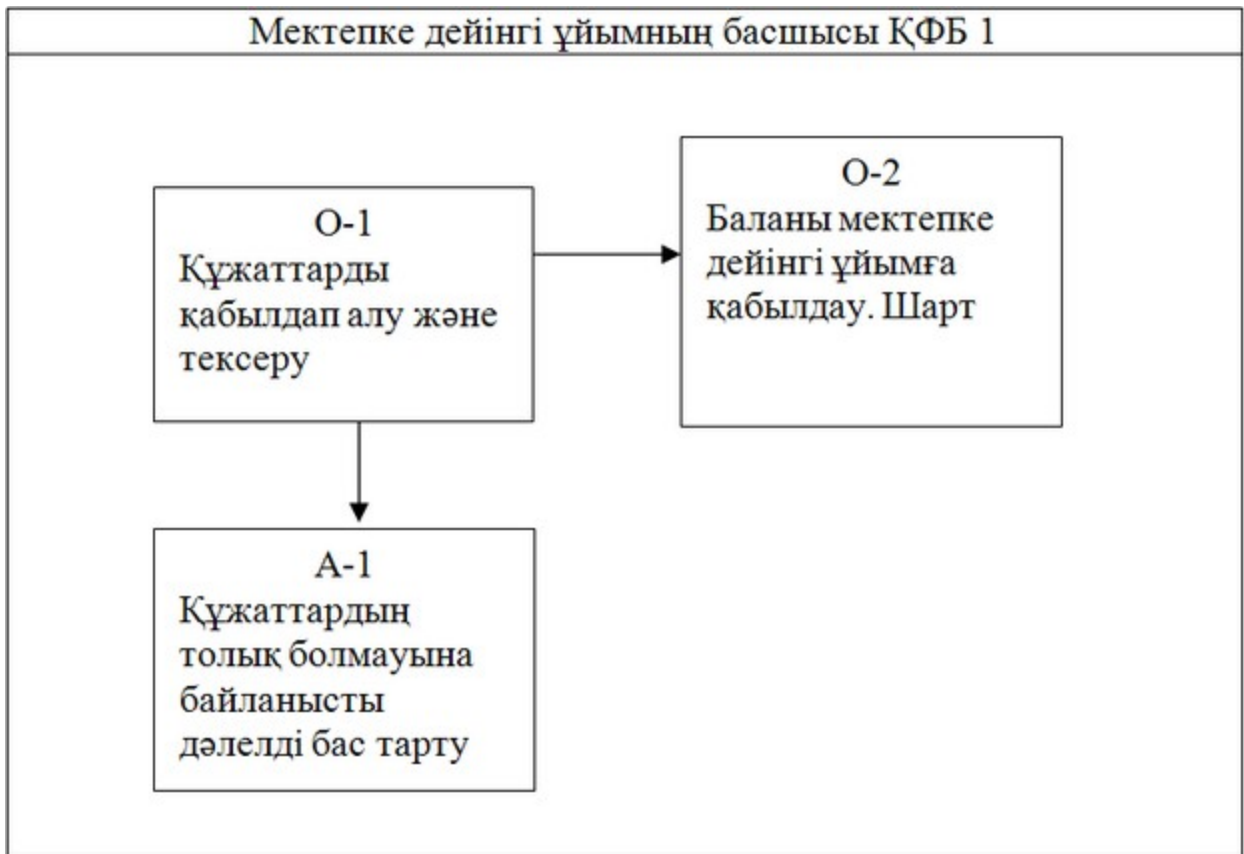 Мектепке дейінгі ұйымның басшысы ҚФБ 1
О-1
Құжаттарды
қабылдап алу және
тексеру
О-2
Баланы мектепке
дейінгі ұйымға
қабылдау. Шарт
А-1
Құжаттардың
толық болмауына
байланысты
дәлелді бас тарту